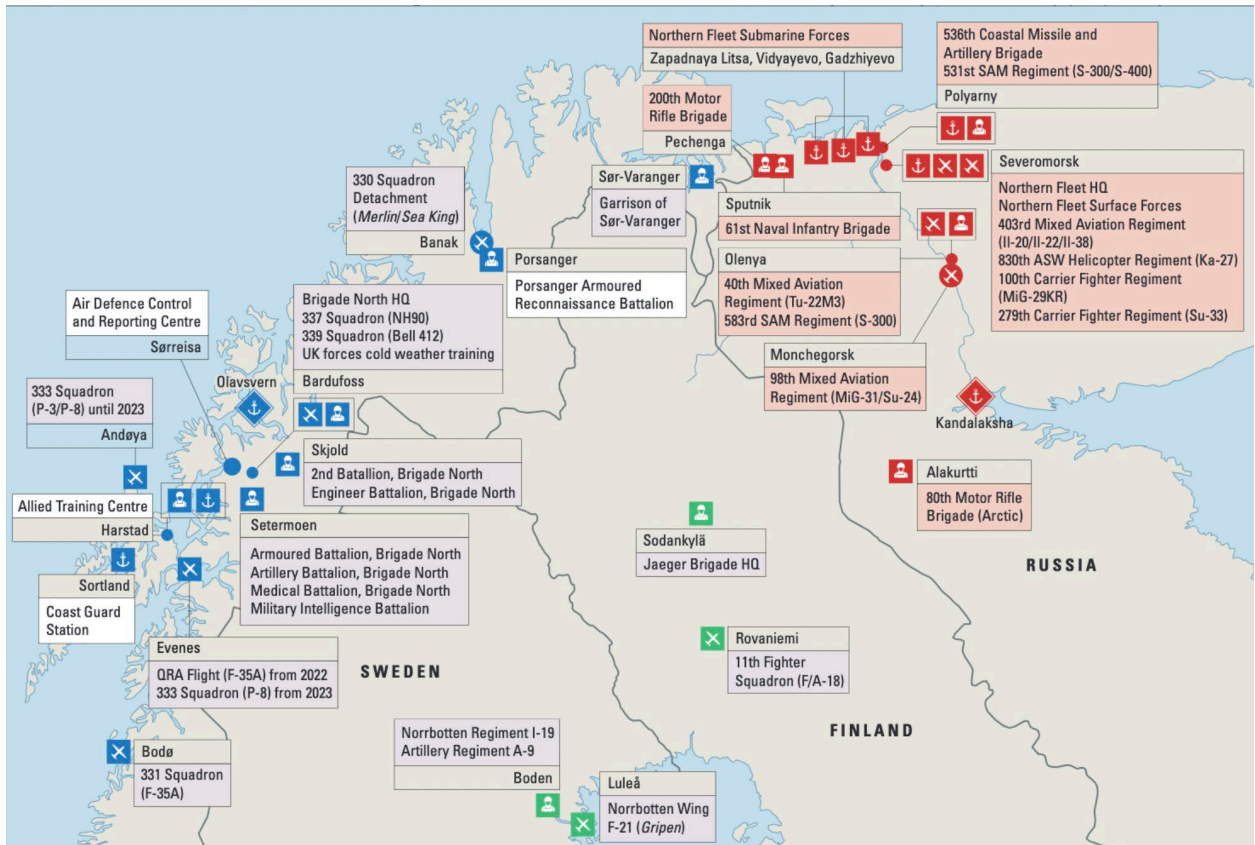 Northern Fleet Submarine Forces
Zapadnaya Litsa, Vidyayevo, Gadzhiyevo
536th Coastal Missile and
Artillery Brigade
531st SAM Regiment (S-300/S-400)
Polyarny
200th Motor
Rifle Brigade
Pechenga
Severomorsk
Northern Fleet HQ
Northern Fleet Surface Forces
403rd Mixed Aviation Regiment
(Il-20/Il-22/Il-38)
830th ASW Helicopter Regiment (Ka-27)
100th Carrier Fighter Regiment
(MiG-29KR)
279th Carrier Fighter Regiment (Su-33)
330 Squadron
Detachment
(Merlin/Sea King)
Banak
Sør-Varanger
Garrison of
Sør-Varanger
Sputnik
61st Naval Infantry Brigade
Porsanger
Porsanger Armoured
Reconnaissance Battalion
Olenya
40th Mixed Aviation
Regiment (Tu-22M3)
583rd SAM Regiment (S-300)
Air Defence Control
and Reporting Centre
Sørreisa
Brigade North HQ
337 Squadron (NH90)
339 Squadron (Bell 412)
UK forces cold weather training
Bardufoss
Monchegorsk
98th Mixed Aviation
Regiment (MiG-31/Su-24)
333 Squadron
(P-3/P-8) until 2023
Andøya
Olavsvern
Kandalaksha
Skjold
2nd Batallion, Brigade North
Engineer Battalion, Brigade North
Alakurtti
80th Motor Rifle
Brigade (Arctic)
Allied Training Centre
Harstad
Setermoen
Armoured Battalion, Brigade North
Artillery Battalion, Brigade North
Medical Battalion, Brigade North
Military Intelligence Battalion
Sodankylä
Jaeger Brigade HQ
RUSSIA
Sortland
Coast Guard
Station
Evenes
QRA Flight (F-35A) from 2022
333 Squadron (P-8) from 2023
SWEDEN
Rovaniemi
11th Fighter
Squadron (F/A-18)
FINLAND
Bodø
331 Squadron
(F-35A)
Norrbotten Regiment I-19
Artillery Regiment A-9
Boden
Luleå
Norrbotten Wing
F-21 (Gripen)